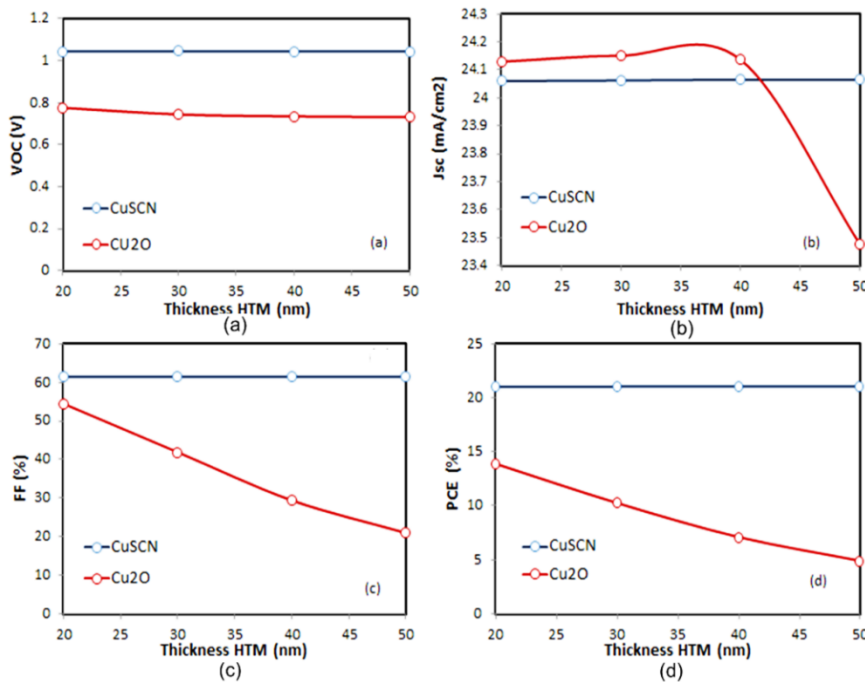 1.2
1
0.8
0.6
0.4
0.2
0
VOC (V)
CuSCN
CU2O
(a)
20 25 30 35 40 45 50
Thickness HTM (nm)
(a)
24.3
24.2
24.1
24
23.9
23.8
23.7
23.6
23.5
23.4
Jsc (mA/cm2)
CuSCN
Cu2O
(b)
20 25 30 35 40 45 50
Thickness HTM (nm)
(b)
70
60
50
40
30
20
10
0
FF (%)
CuSCN
Cu2O
(c)
20 25 30 35 40 45 50
Thickness HTM (nm)
(c)
25
20
15
10
5
0
PCE (%)
CuSCN
Cu2O
(d)
20 25 30 35 40 45 50
Thickness HTM (nm)
(d)